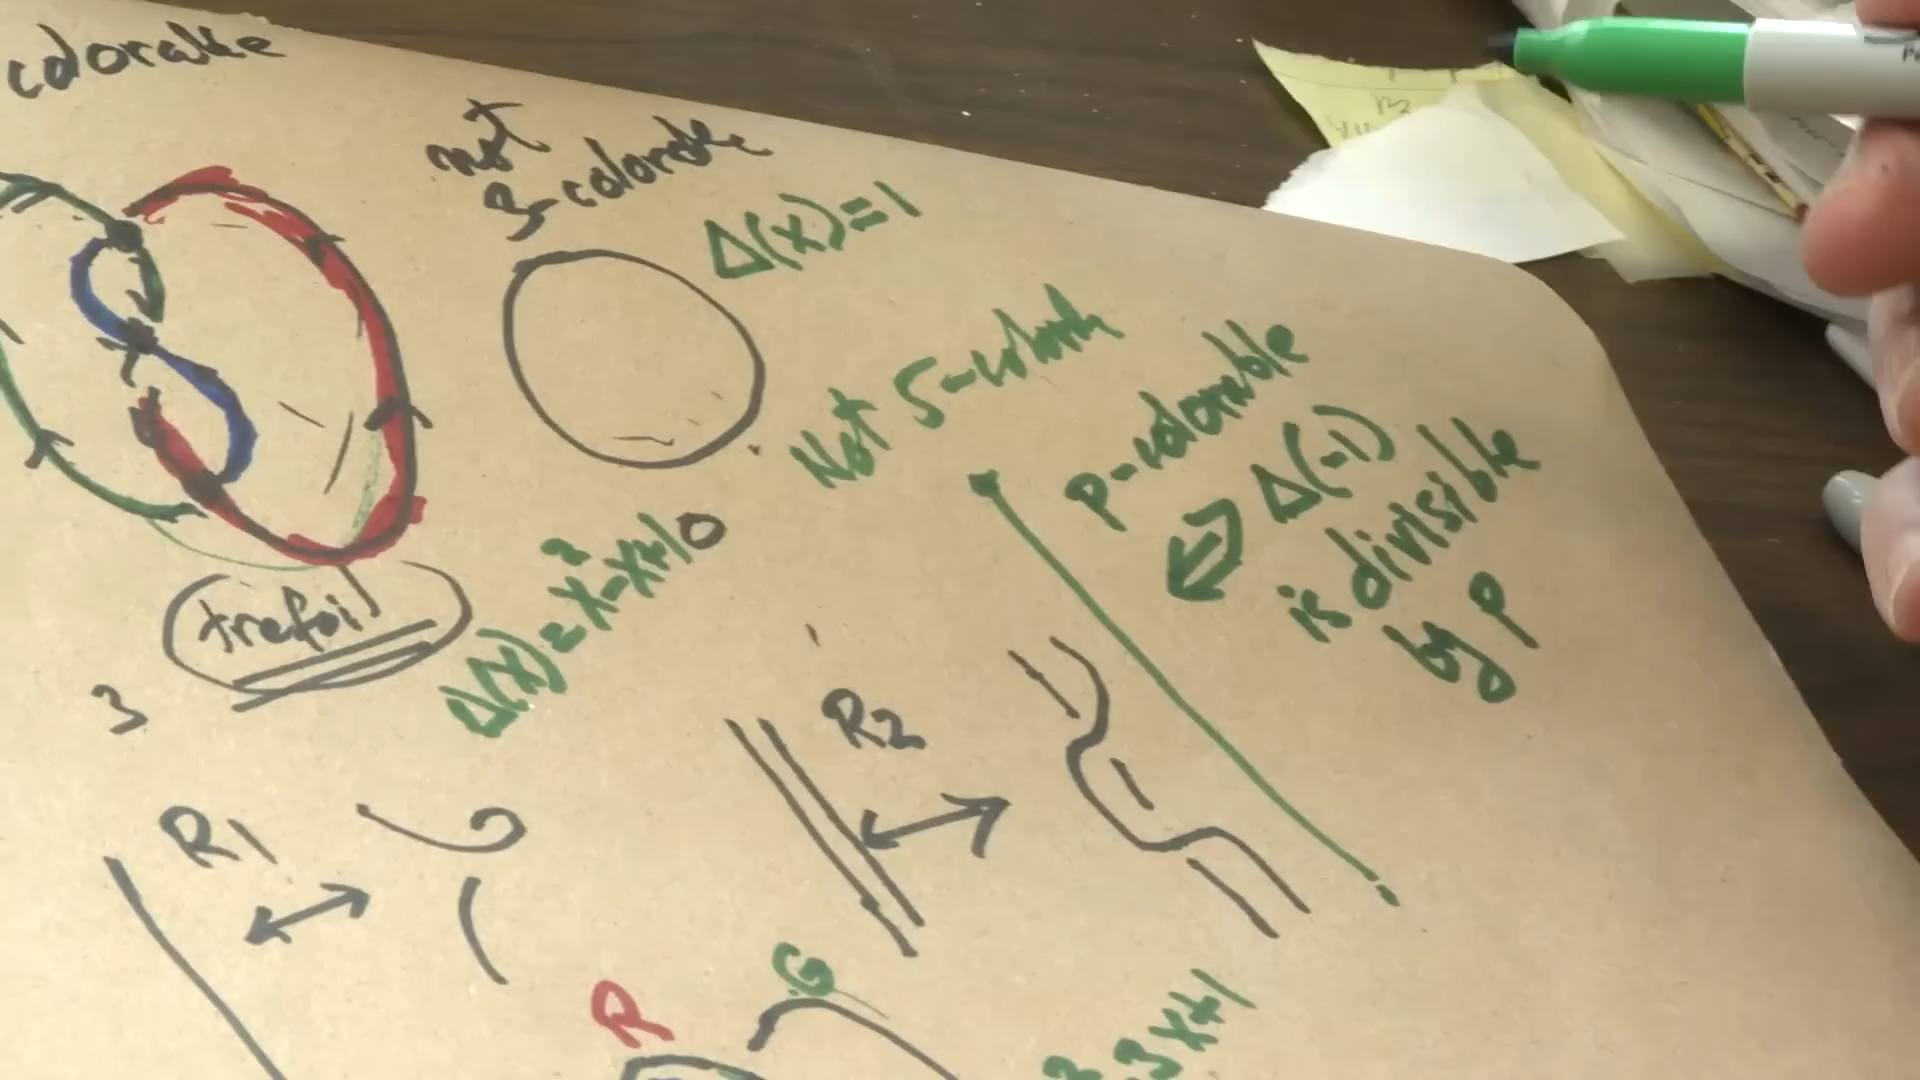 colorable
not
3-colorable
Δ(x)=1
Not 5-colorable
p-colorable
⇔ Δ(-1)
is divisible
by p
trefoil
Δ(x)=x²-x+1
0
3
R1
R2
R
G
-3x+1